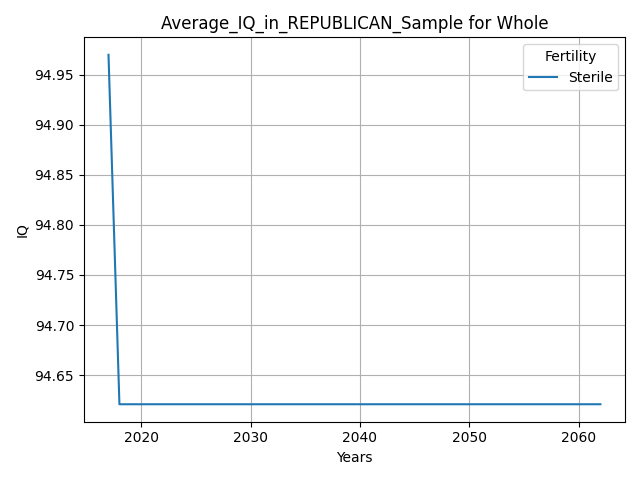 Average_IQ_in_REPUBLICAN_Sample for Whole
Fertility
Sterile
94.95
94.90
94.85
94.80
94.75
94.70
94.65
IQ
2020 2030 2040 2050 2060
Years